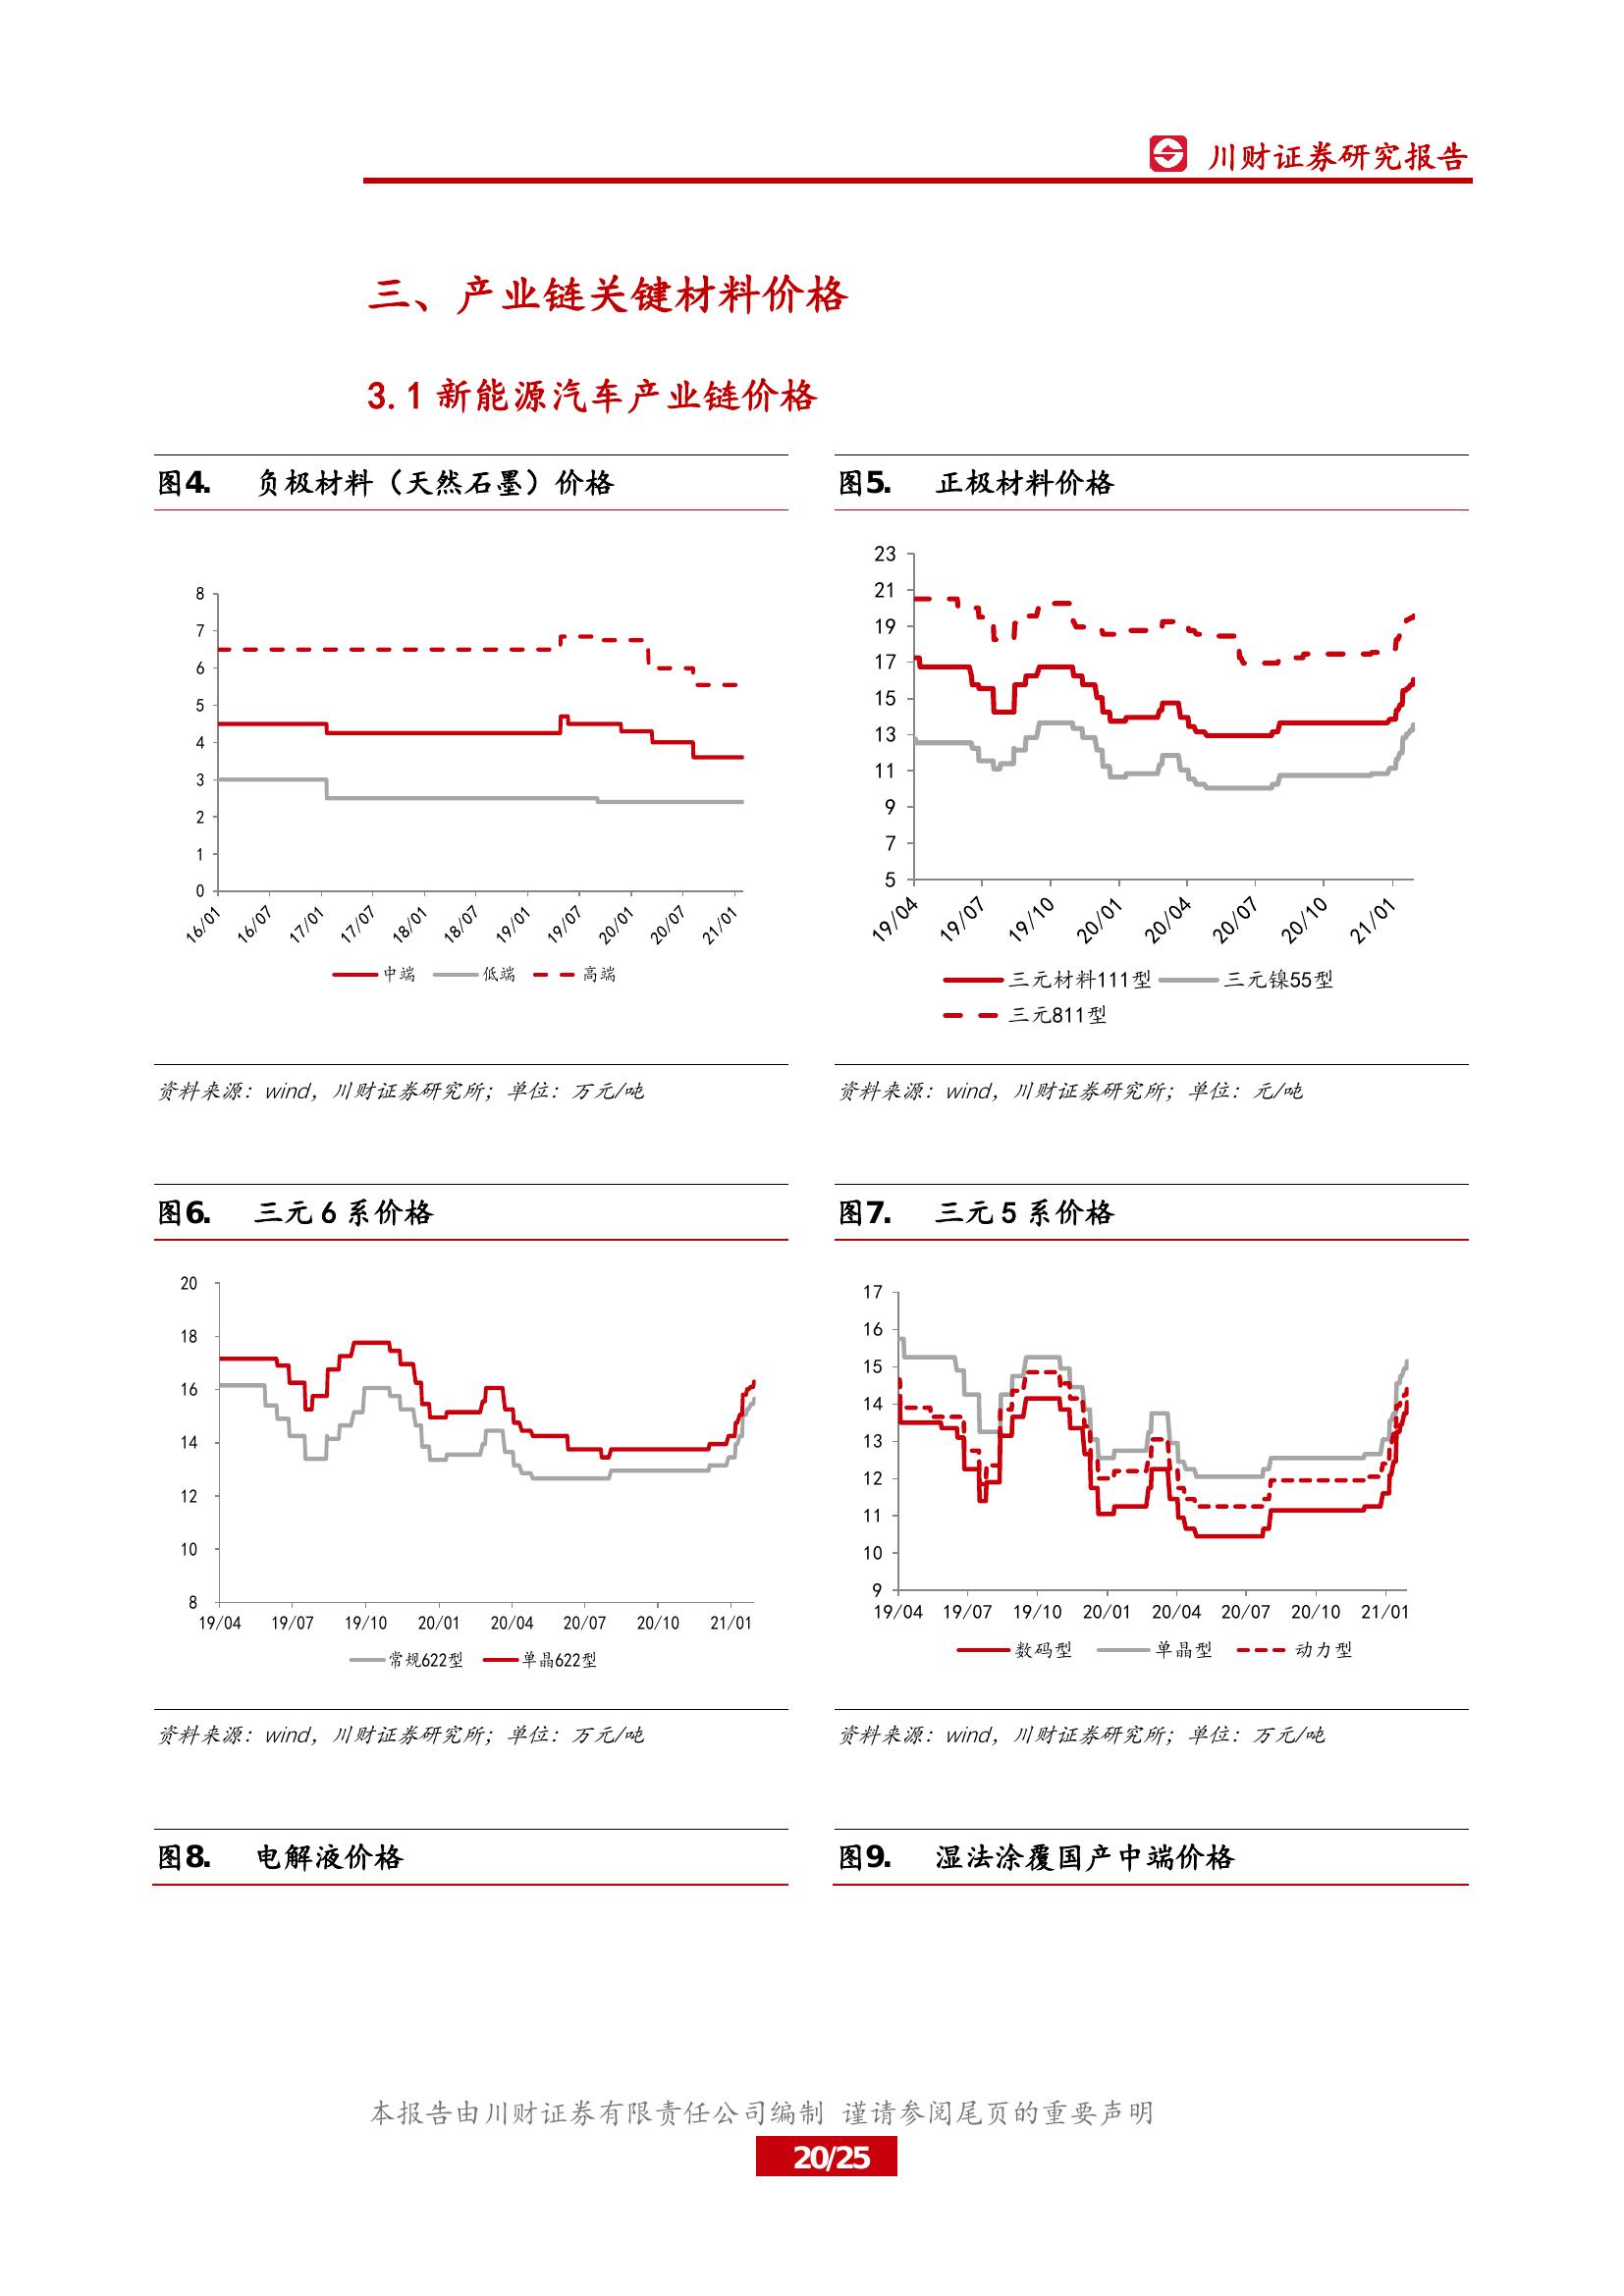 川财证券研究报告
三、产业链关键材料价格
3.1 新能源汽车产业链价格
图4. 负极材料（天然石墨）价格
8
7
6
5
4
3
2
1
0
16/01 16/07 17/01 17/07 18/01 18/07 19/01 19/07 20/01 20/07 21/01
中端 低端 高端
资料来源：wind，川财证券研究所；单位：万元/吨
图5. 正极材料价格
23
21
19
17
15
13
11
9
7
5
19/04 19/07 19/10 20/01 20/04 20/07 20/10 21/01
三元材料111型 三元镍55型
三元811型
资料来源：wind，川财证券研究所；单位：元/吨
图6. 三元 6 系价格
20
18
16
14
12
10
8
19/04 19/07 19/10 20/01 20/04 20/07 20/10 21/01
常规622型 单晶622型
资料来源：wind，川财证券研究所；单位：万元/吨
图7. 三元 5 系价格
17
16
15
14
13
12
11
10
9
19/04 19/07 19/10 20/01 20/04 20/07 20/10 21/01
数码型 单晶型 动力型
资料来源：wind，川财证券研究所；单位：万元/吨
图8. 电解液价格
图9. 湿法涂覆国产中端价格
本报告由川财证券有限责任公司编制 谨请参阅尾页的重要声明
20/25